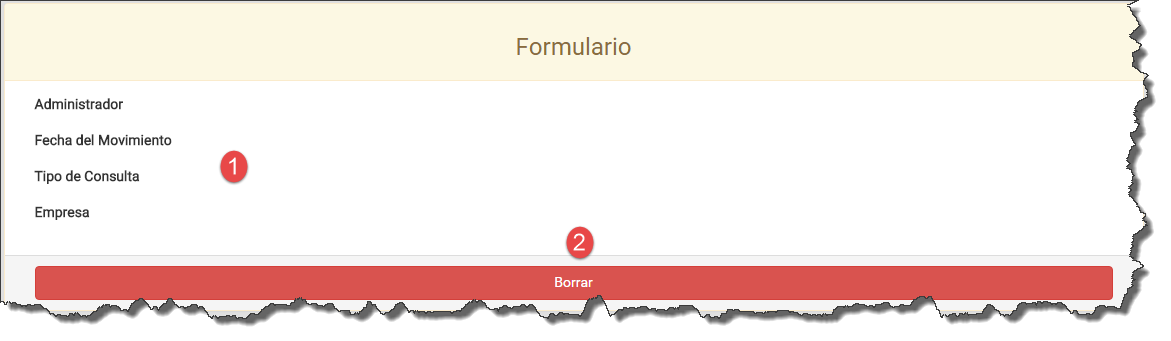 Formulario
Administrador
Fecha del Movimiento
1
Tipo de Consulta
Empresa
2
Borrar